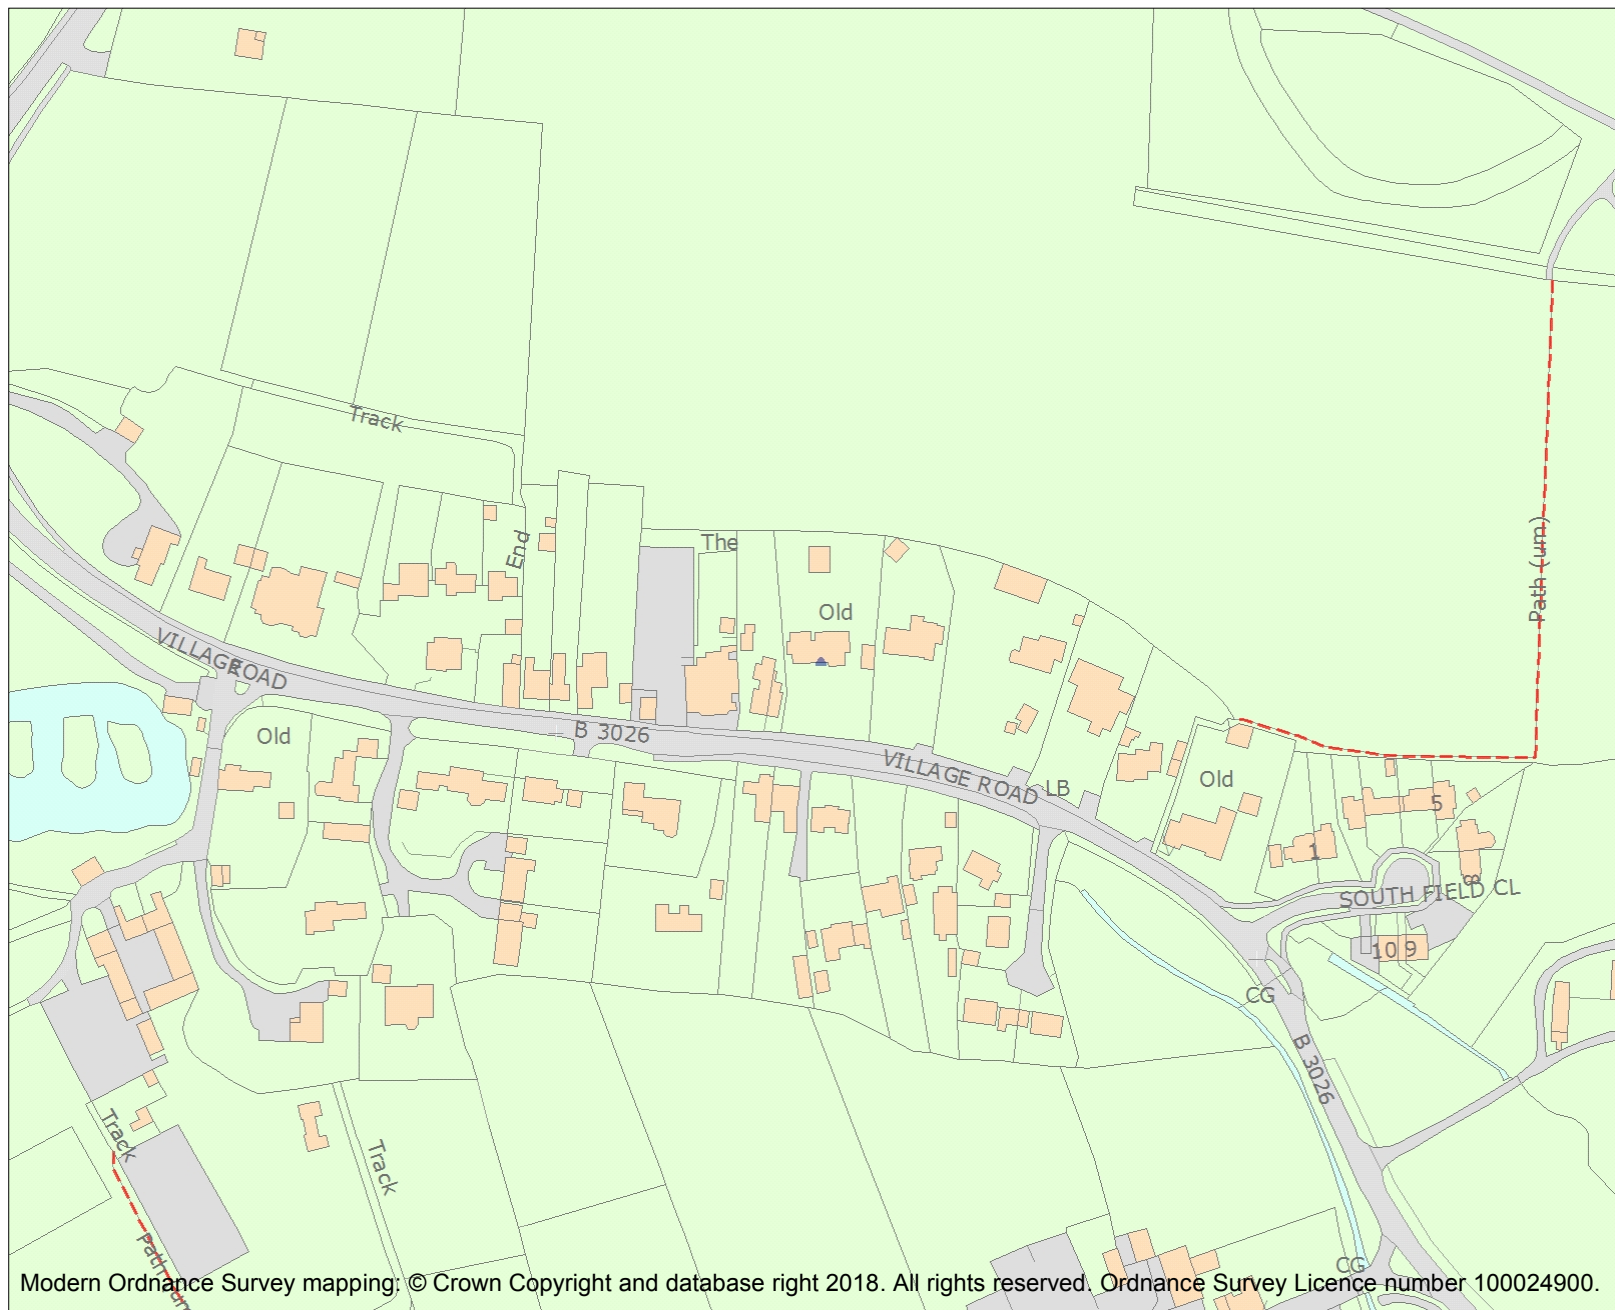 Track
Path (um)
End
The
Old
VILLAGE ROAD
B 3026
Old
VILLAGE ROAD
LB
Old
5
1
8
SOUTH FIELD CL
10 9
CG
B 3026
Track
Track
Path (um)
CG
Modern Ordnance Survey mapping: © Crown Copyright and database right 2018. All rights reserved. Ordnance Survey Licence number 100024900.